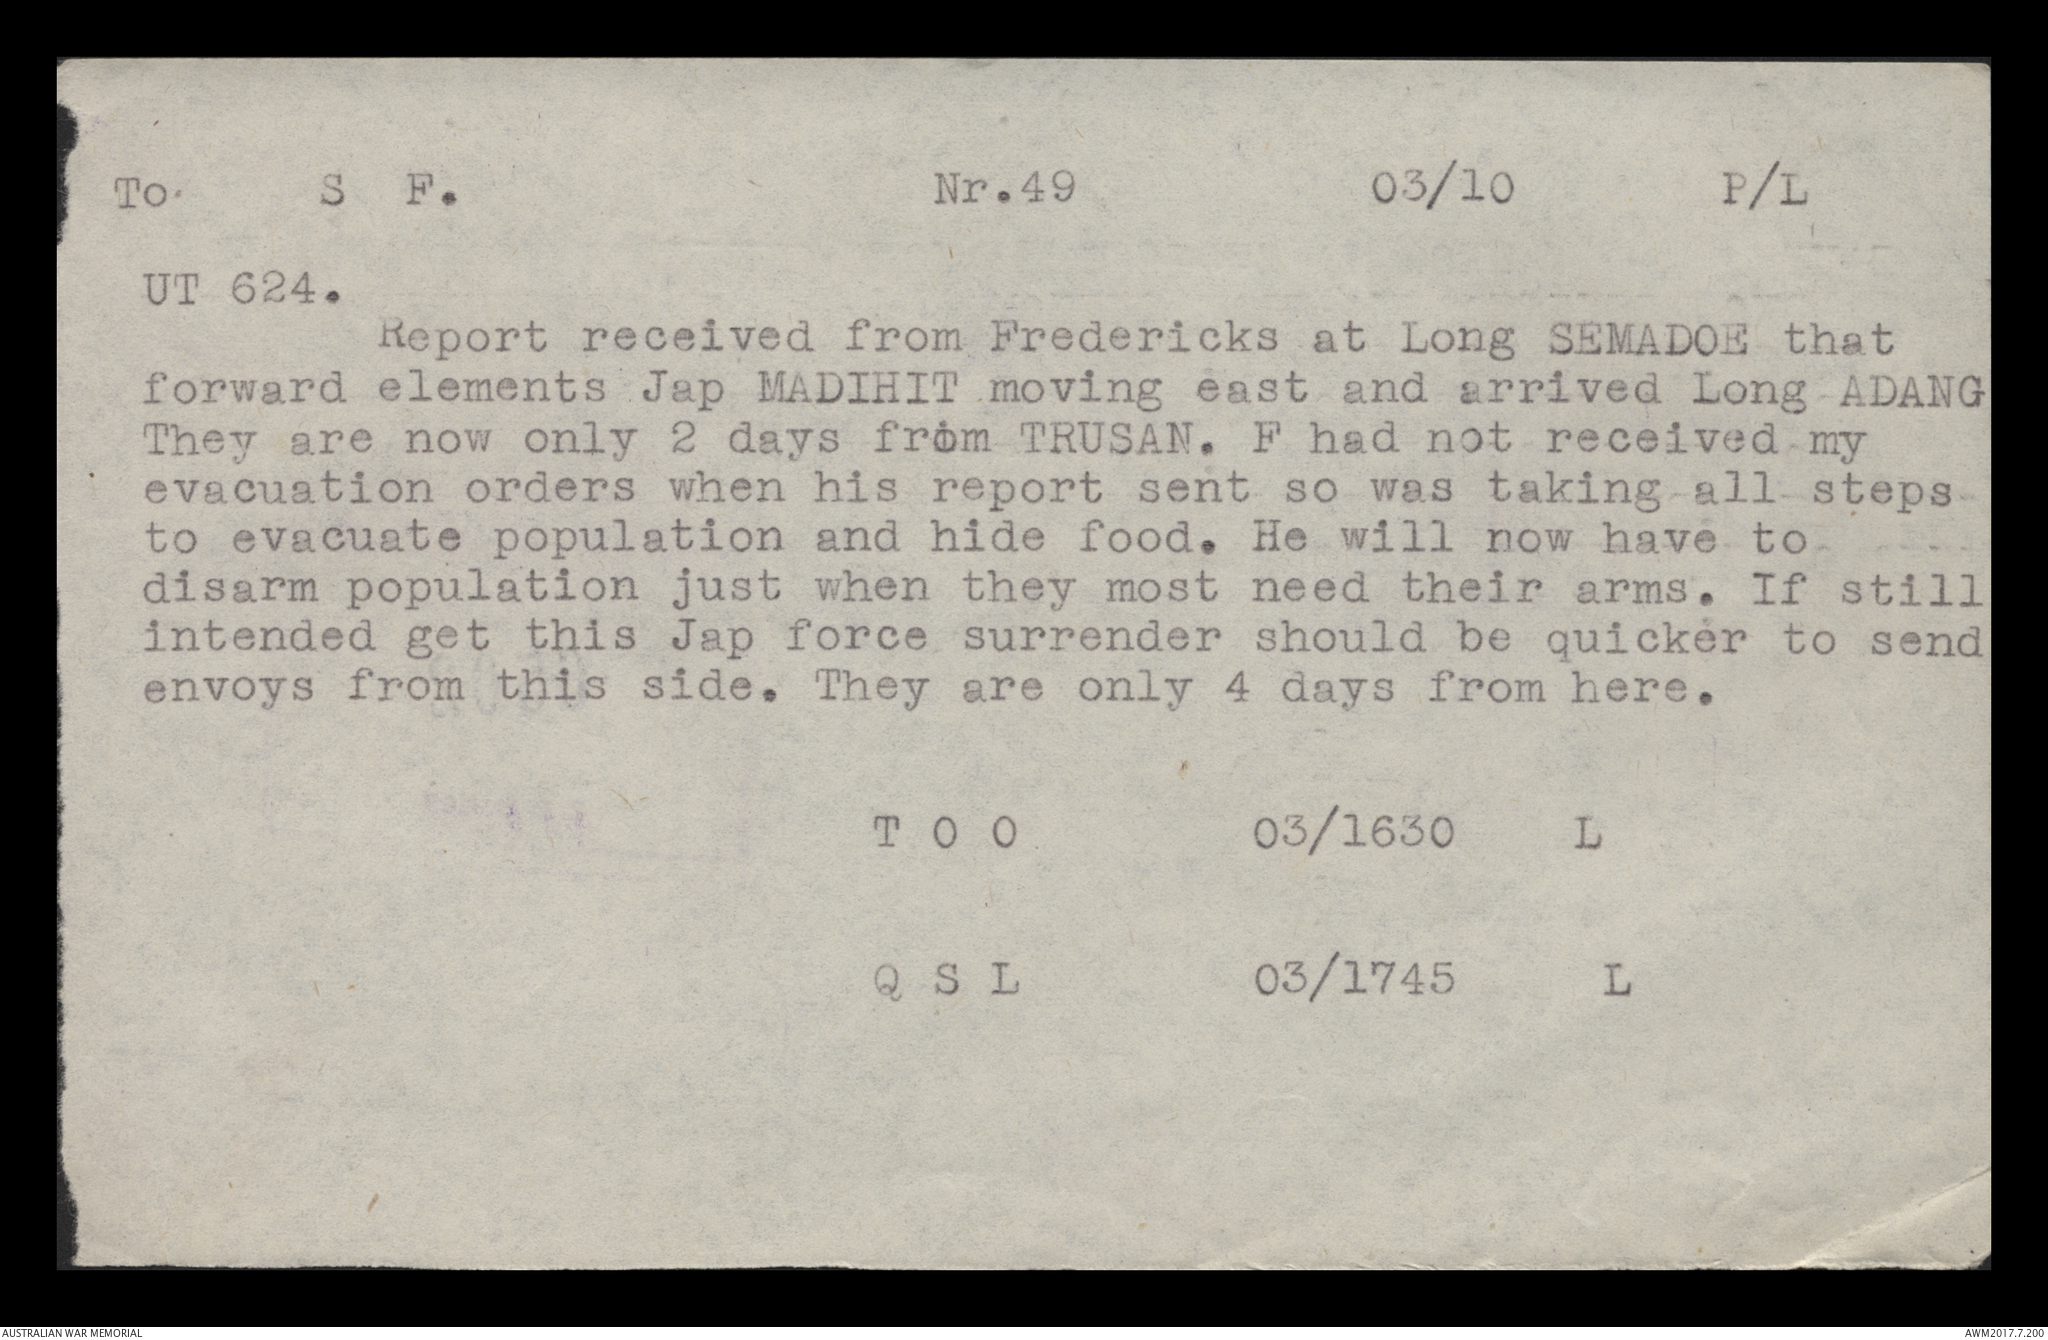 To S F. Nr.49 03/10 P/L
UT 624.
Report received from Fredericks at Long SEMADOE that
forward elements Jap MADIHIT moving east and arrived Long ADANG
They are now only 2 days from TRUSAN. F had not received my
evacuation orders when his report sent so was taking all steps
to evacuate population and hide food. He will now have to
disarm population just when they most need their arms. If still
intended get this Jap force surrender should be quicker to send
envoys from this side. They are only 4 days from here.
T O O 03/1630 L
Q S L 03/1745 L
AUSTRALIAN WAR MEMORIAL AWM2017.7.200